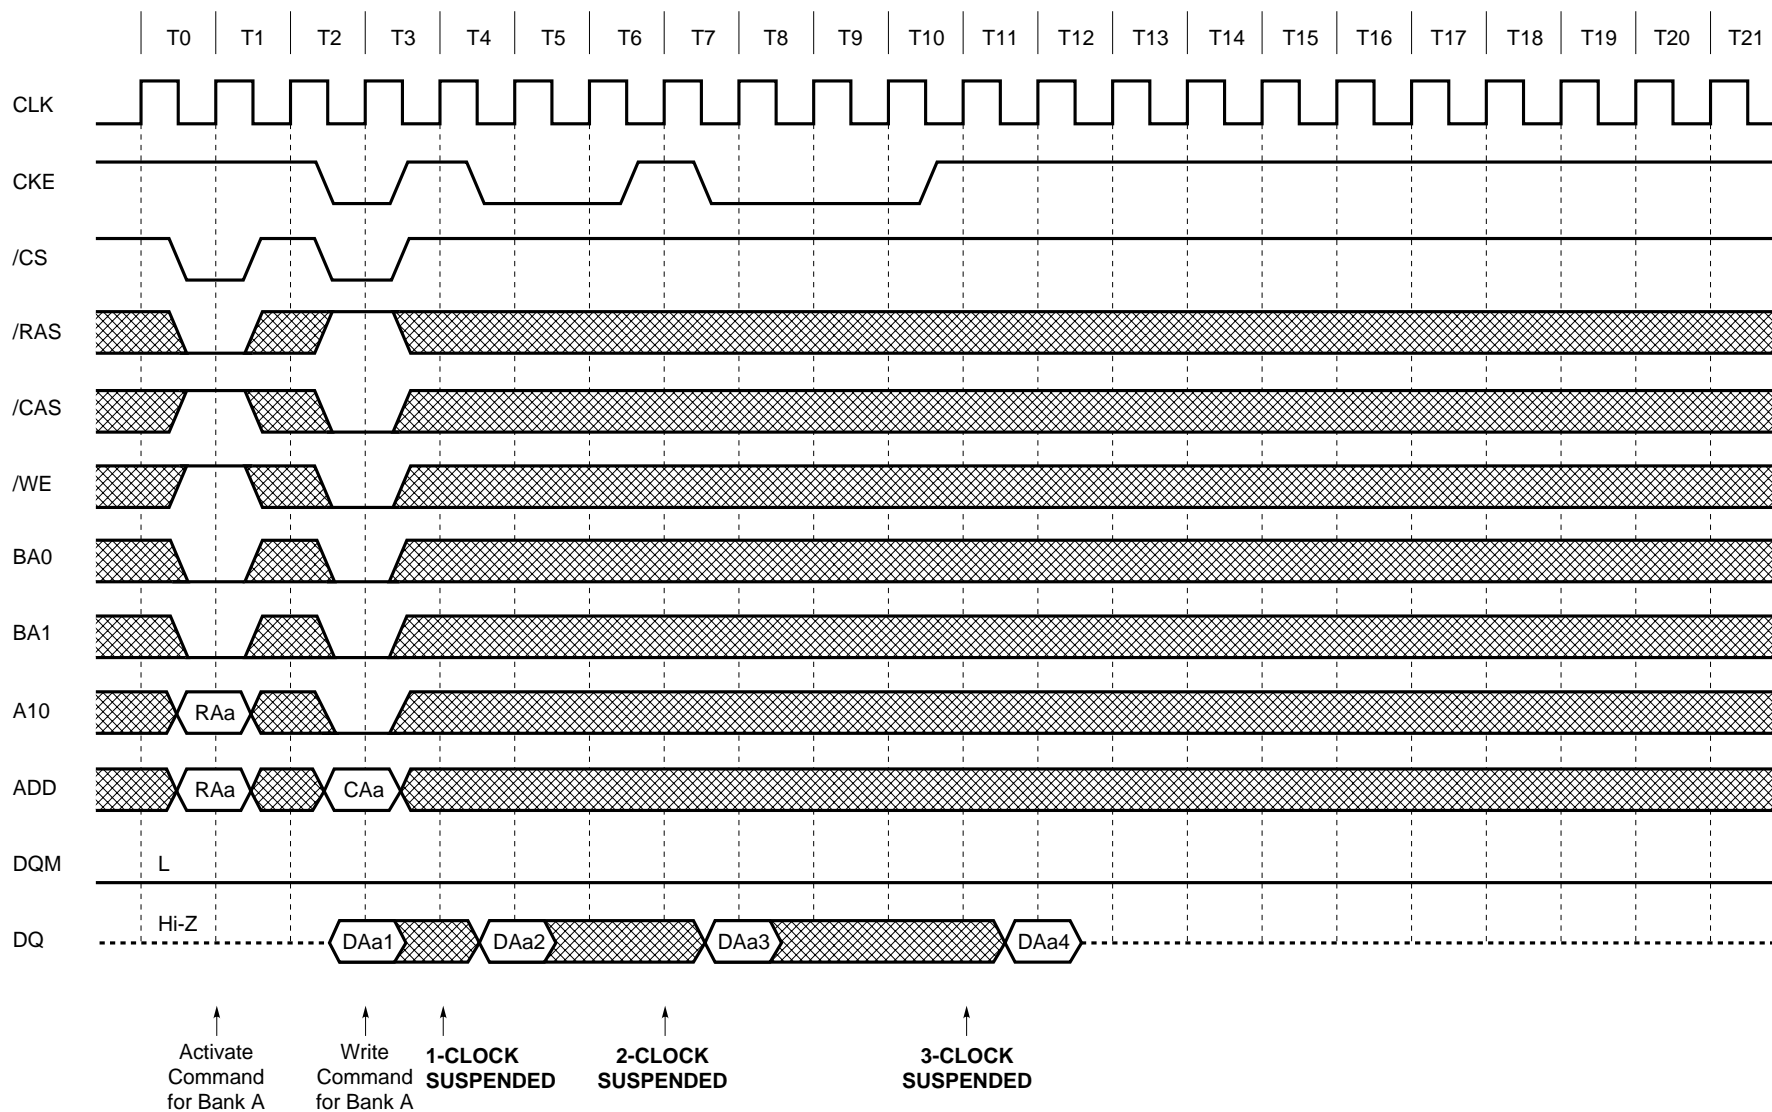 T0 T1 T2 T3 T4 T5 T6 T7 T8 T9 T10 T11 T12 T13 T14 T15 T16 T17 T18 T19 T20 T21
CLK
CKE
/CS
/RAS
/CAS
/WE
BA0
BA1
A10 RAa
ADD RAa CAa
DQM L
Hi-Z
DQ DAa1 DAa2 DAa3 DAa4
Activate
Command
for Bank A
Write
Command
for Bank A
1-CLOCK
SUSPENDED
2-CLOCK
SUSPENDED
3-CLOCK
SUSPENDED